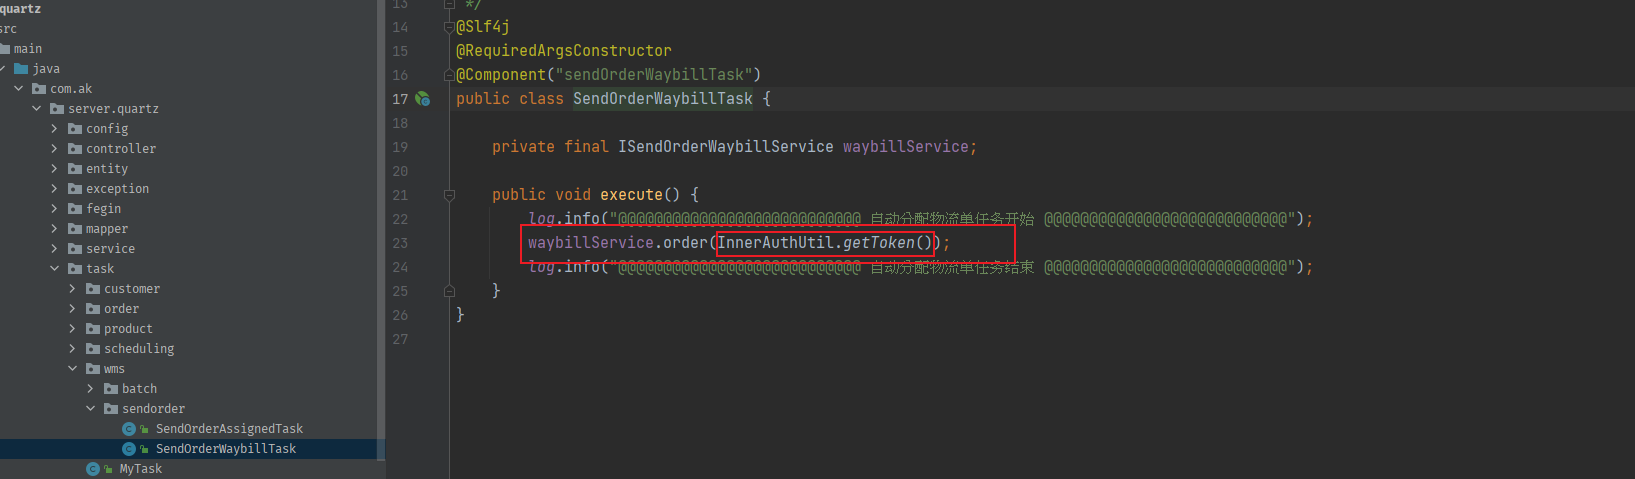 quartz
src
main
java
com.ak
server.quartz
config
controller
entity
exception
fegin
mapper
service
task
customer
order
product
scheduling
wms
batch
sendorder
SendOrderAssignedTask
SendOrderWaybillTask
MyTask
13 */
14 @Slf4j
15 @RequiredArgsConstructor
16 @Component("sendOrderWaybillTask")
17 public class SendOrderWaybillTask {
18
19 private final ISendOrderWaybillService waybillService;
20
21 public void execute() {
22 log.info("@@@@@@@@@@@@@@@@@@@@@@@@@@@ 自动分配物流单任务开始 @@@@@@@@@@@@@@@@@@@@@@@@@@@");
23 waybillService.order(InnerAuthUtil.getToken());
24 log.info("@@@@@@@@@@@@@@@@@@@@@@@@@@@ 自动分配物流单任务结束 @@@@@@@@@@@@@@@@@@@@@@@@@@@");
25 }
26 }
27